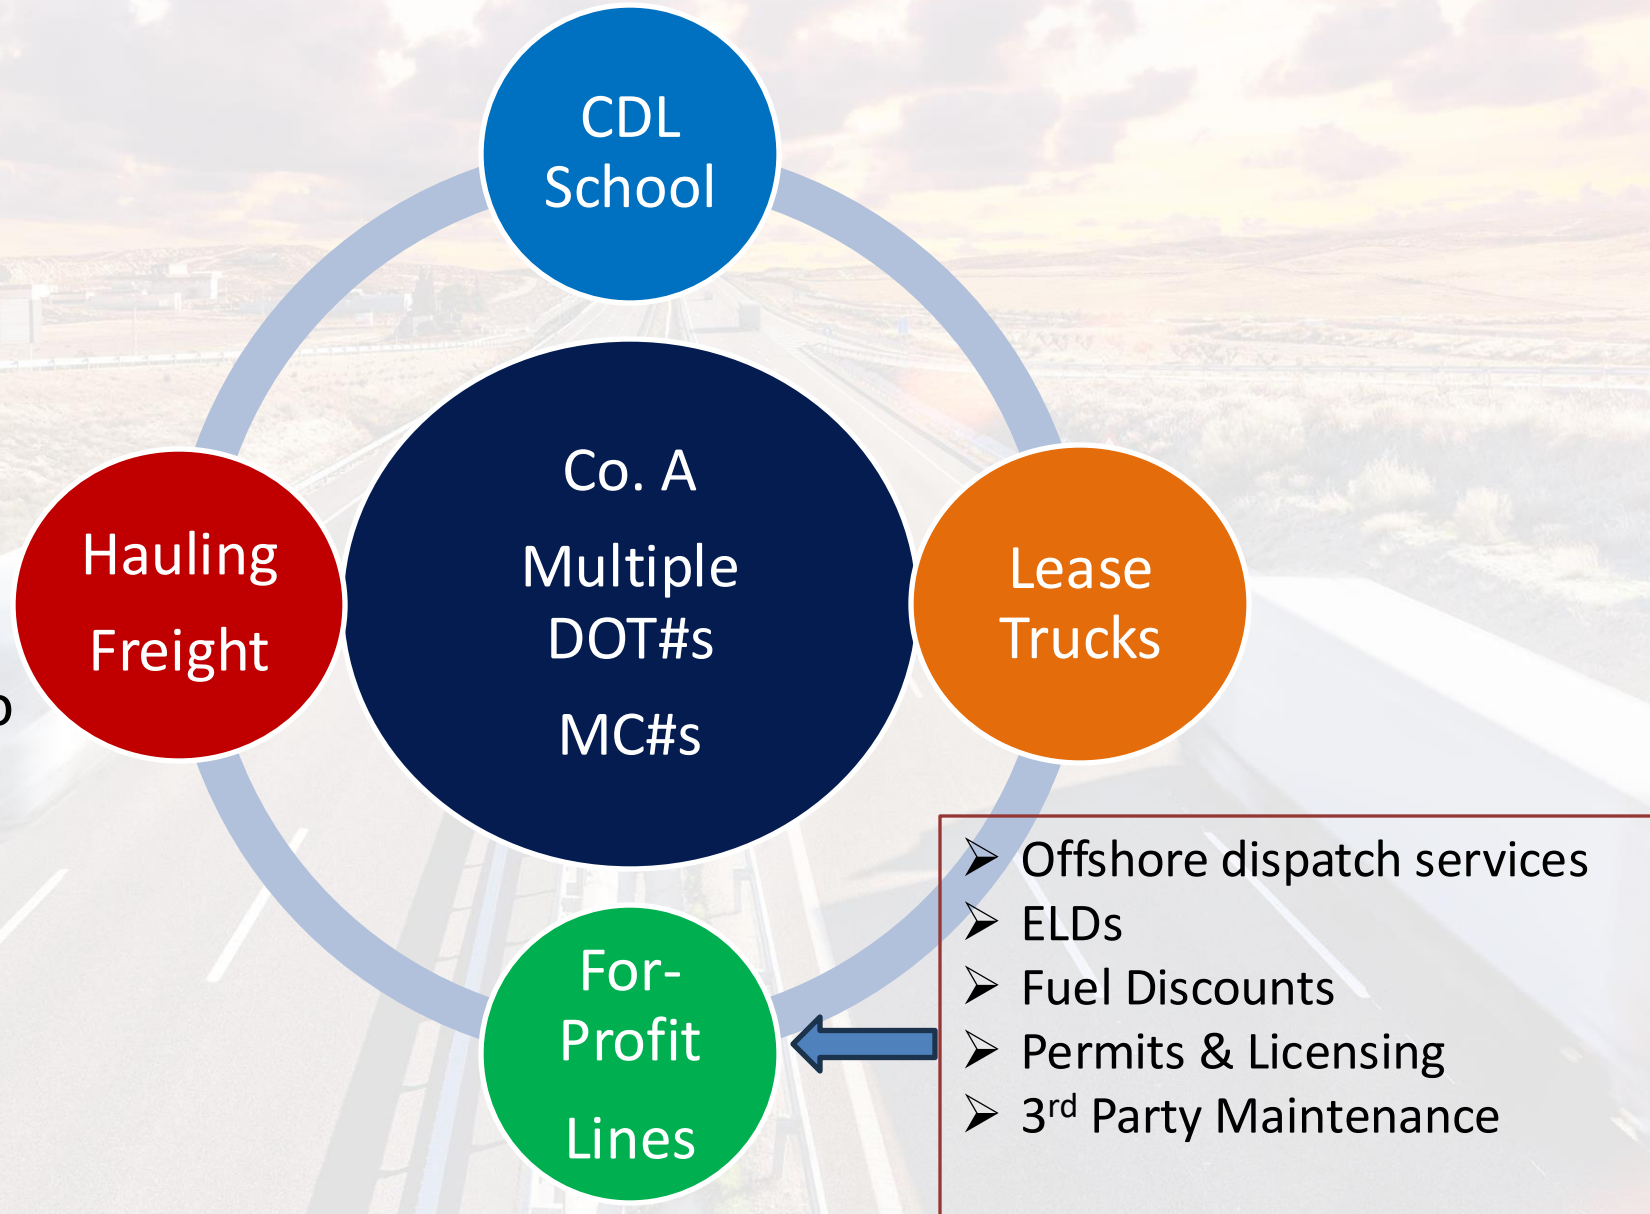 CDL
School
Co. A
Multiple
DOT#s
MC#s
Hauling
Freight
Lease
Trucks
For-
Profit
Lines
➢ Offshore dispatch services
➢ ELDs
➢ Fuel Discounts
➢ Permits & Licensing
➢ 3rd Party Maintenance